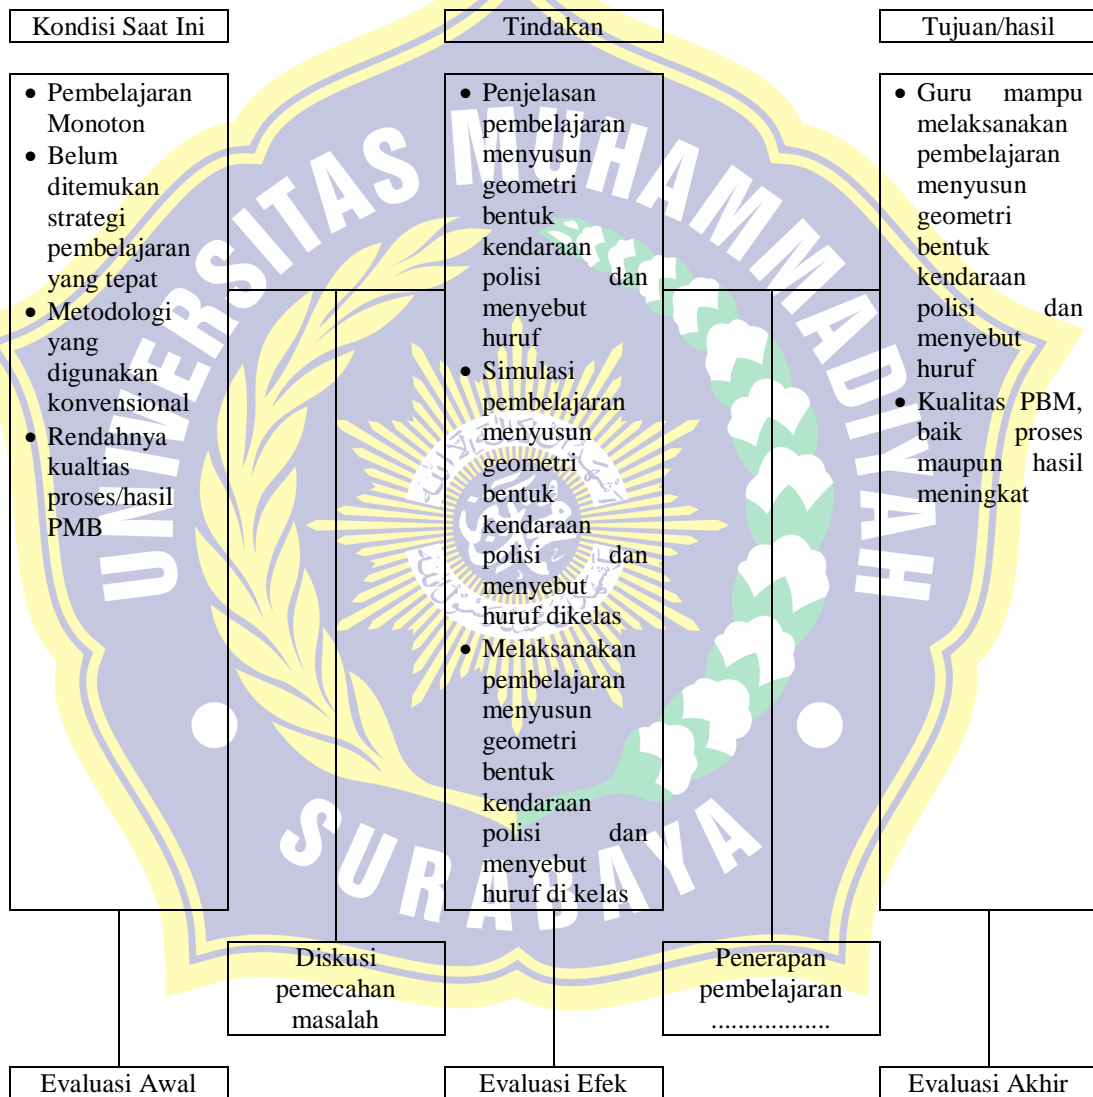 Kondisi Saat Ini
Tindakan
Tujuan/hasil
• Pembelajaran
Monoton
• Belum
ditemukan
strategi
pembelajaran
yang tepat
• Metodologi
yang
digunakan
konvensional
• Rendahnya
kualtias
proses/hasil
PMB
• Penjelasan
pembelajaran
menyusun
geometri
bentuk
kendaraan
polisi dan
menyebut
huruf
• Simulasi
pembelajaran
menyusun
geometri
bentuk
kendaraan
polisi dan
menyebut
huruf dikelas
• Melaksanakan
pembelajaran
menyusun
geometri
bentuk
kendaraan
polisi dan
menyebut
huruf di kelas
• Guru mampu
melaksanakan
pembelajaran
menyusun
geometri
bentuk
kendaraan
polisi dan
menyebut
huruf
• Kualitas PBM,
baik proses
maupun hasil
meningkat
Diskusi
pemecahan
masalah
Penerapan
pembelajaran
..................
Evaluasi Awal
Evaluasi Efek
Evaluasi Akhir
UNIVERSITAS MUHAMMADIYAH
SURABAYA